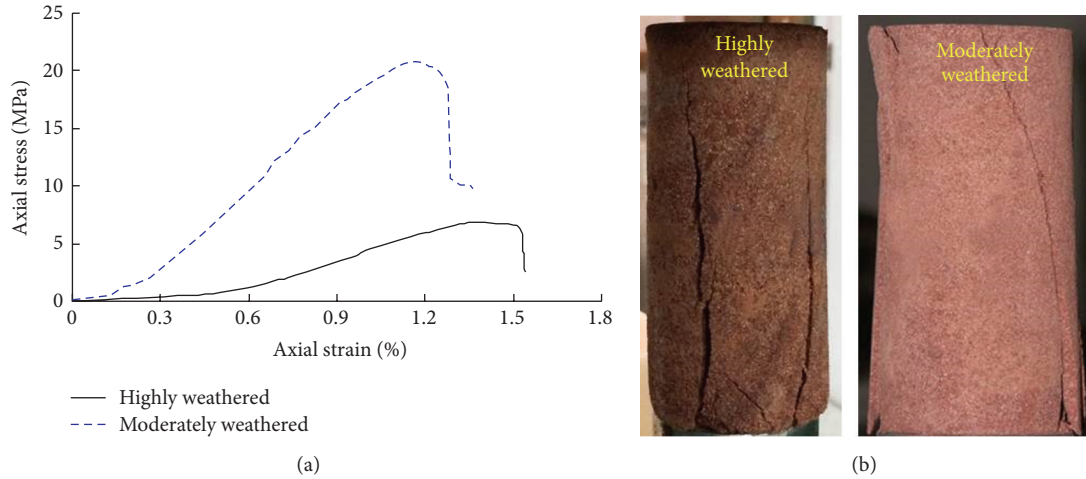 25
20
15
10
5
0
Axial stress (MPa)
0 0.3 0.6 0.9 1.2 1.5 1.8
Axial strain (%)
Highly weathered
Moderately weathered
(a)
Highly
weathered
Moderately
weathered
(b)